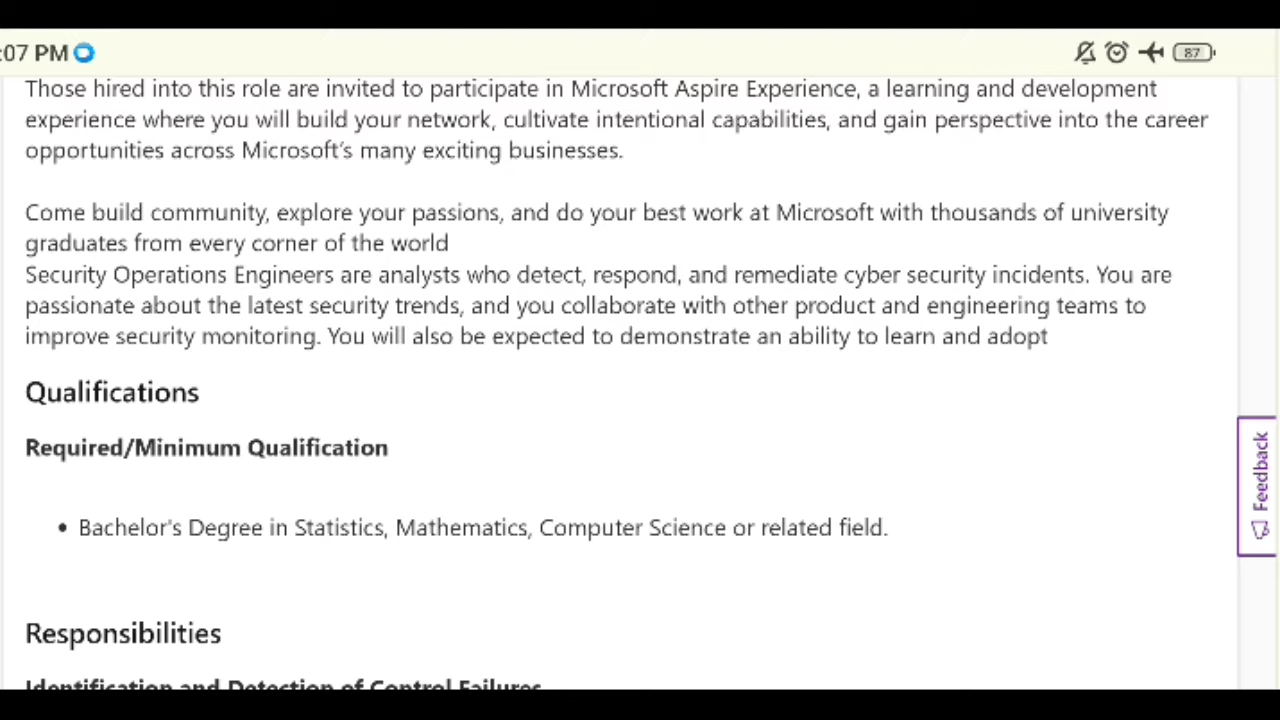 :07 PM
87
Those hired into this role are invited to participate in Microsoft Aspire Experience, a learning and development
experience where you will build your network, cultivate intentional capabilities, and gain perspective into the career
opportunities across Microsoft's many exciting businesses.
Come build community, explore your passions, and do your best work at Microsoft with thousands of university
graduates from every corner of the world
Security Operations Engineers are analysts who detect, respond, and remediate cyber security incidents. You are
passionate about the latest security trends, and you collaborate with other product and engineering teams to
improve security monitoring. You will also be expected to demonstrate an ability to learn and adopt
Qualifications
Required/Minimum Qualification
• Bachelor's Degree in Statistics, Mathematics, Computer Science or related field.
Feedback
Responsibilities
Identification and Detection of Control Failures